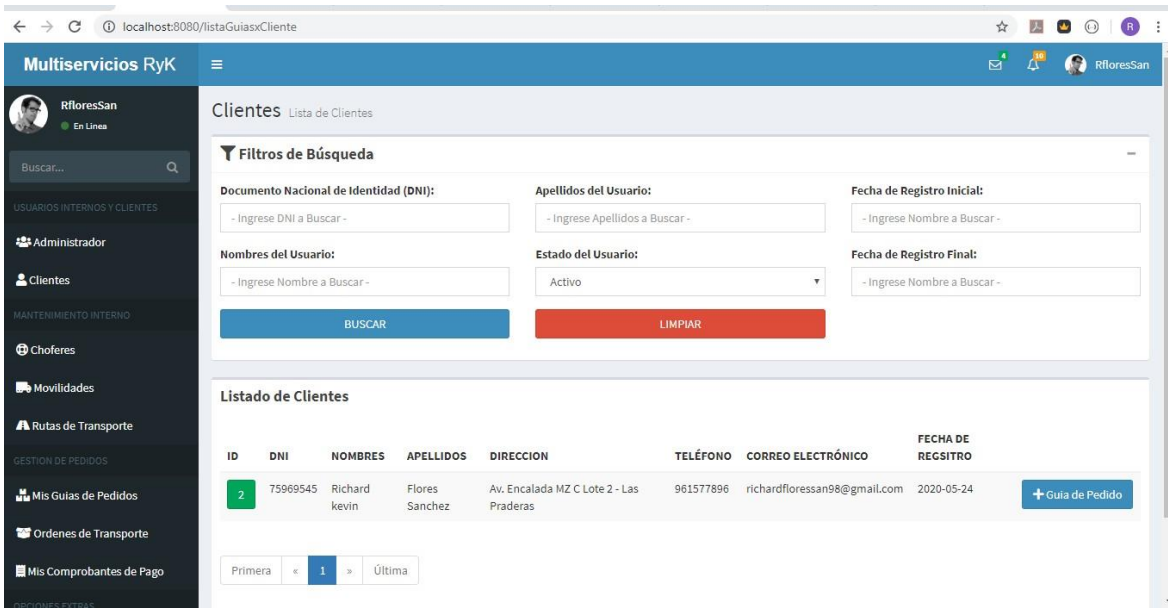 localhost:8080/listaGuiasxCliente
R
Multiservicios RyK
4
10
RfloresSan
RfloresSan
En Linea
Buscar...
USUARIOS INTERNOS Y CLIENTES
Administrador
Clientes
MANTENIMIENTO INTERNO
Choferes
Movilidades
Rutas de Transporte
GESTION DE PEDIDOS
Mis Guias de Pedidos
Ordenes de Transporte
Mis Comprobantes de Pago
OPCIONES EXTRAS
Clientes Lista de Clientes
Filtros de Búsqueda
Documento Nacional de Identidad (DNI):
- Ingrese DNI a Buscar -
Apellidos del Usuario:
- Ingrese Apellidos a Buscar -
Fecha de Registro Inicial:
- Ingrese Nombre a Buscar -
Nombres del Usuario:
- Ingrese Nombre a Buscar -
Estado del Usuario:
Activo
Fecha de Registro Final:
- Ingrese Nombre a Buscar -
BUSCAR
LIMPIAR
Listado de Clientes
ID DNI NOMBRES APELLIDOS DIRECCION TELÉFONO CORREO ELECTRÓNICO FECHA DE REGSITRO
2 75969545 Richard kevin Flores Sanchez Av. Encalada MZ C Lote 2 - Las Praderas 961577896 richardfloressan98@gmail.com 2020-05-24 Guia de Pedido
Primera « 1 » Última